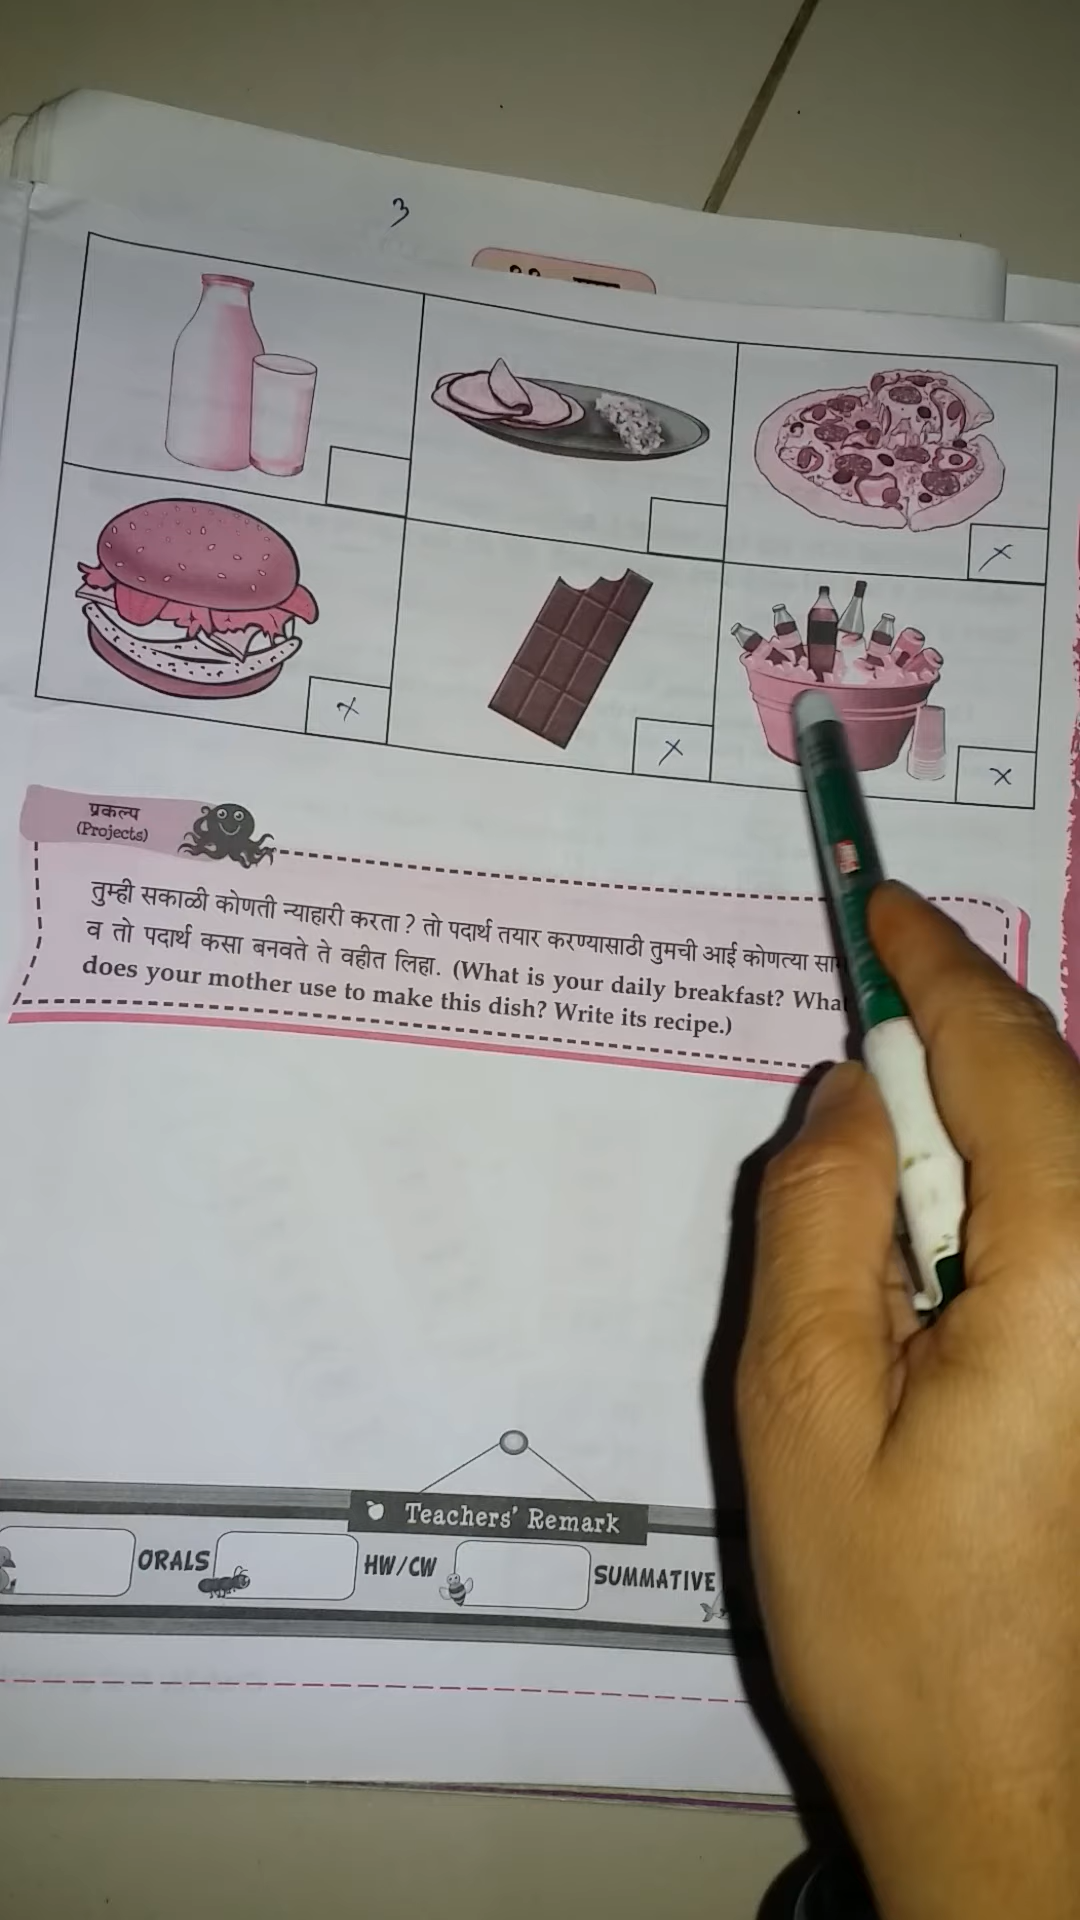 3
×
×
×
×
प्रकल्प
(Projects)
तुम्ही सकाळी कोणती न्याहारी करता ? तो पदार्थ तयार करण्यासाठी तुमची आई कोणत्या
व तो पदार्थ कसा बनवते ते वहीत लिहा. (What is your daily breakfast?
does your mother use to make this dish? Write its recipe.)
Teachers' Remark
ORALS HW/CW SUMMATIVE